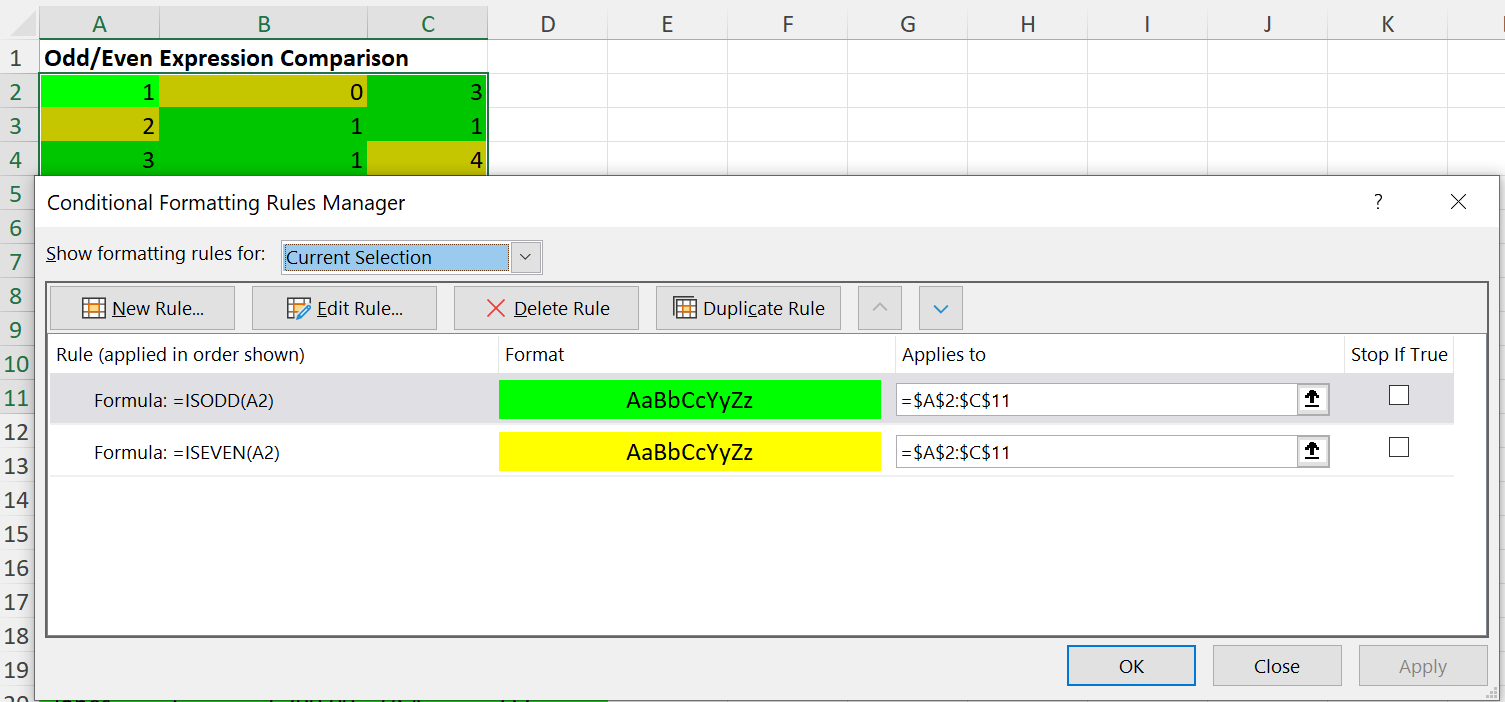 A B C D E F G H I J K
1 Odd/Even Expression Comparison
2 1 0 3
3 2 1 1
4 3 1 4
5
Conditional Formatting Rules Manager ?
6
7 Show formatting rules for: Current Selection
8
9 New Rule... Edit Rule... Delete Rule Duplicate Rule
10 Rule (applied in order shown) Format Applies to Stop If True
11 Formula: =ISODD(A2) AaBbCcYyZz =$A$2:$C$11
12
13 Formula: =ISEVEN(A2) AaBbCcYyZz =$A$2:$C$11
14
15
16
17
18
19 OK Close Apply